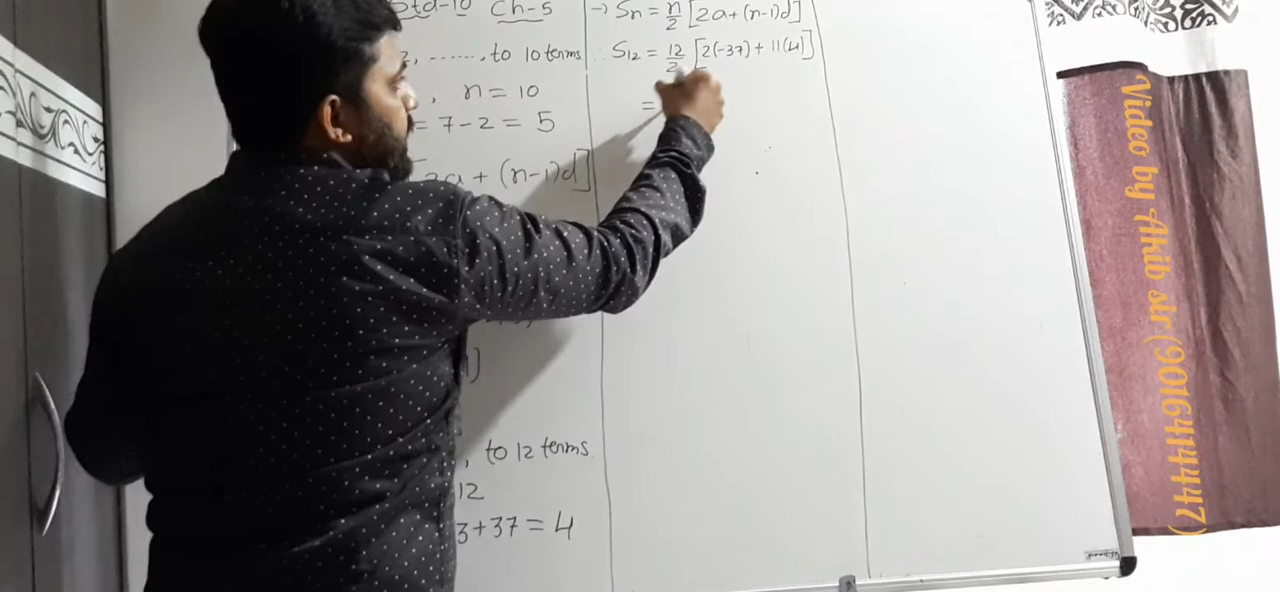 Std-10 Ch-5
2, ......., to 10 terms
, n = 10
= 7 - 2 = 5
2a + (n-1)d]
, to 12 terms.
12
3 + 37 = 4
→ Sn = n/2 [2a + (n-1)d]
∴ S12 = 12/2 [2(-37) + 11(4)]
=
Video by Akib sir (9016414447)